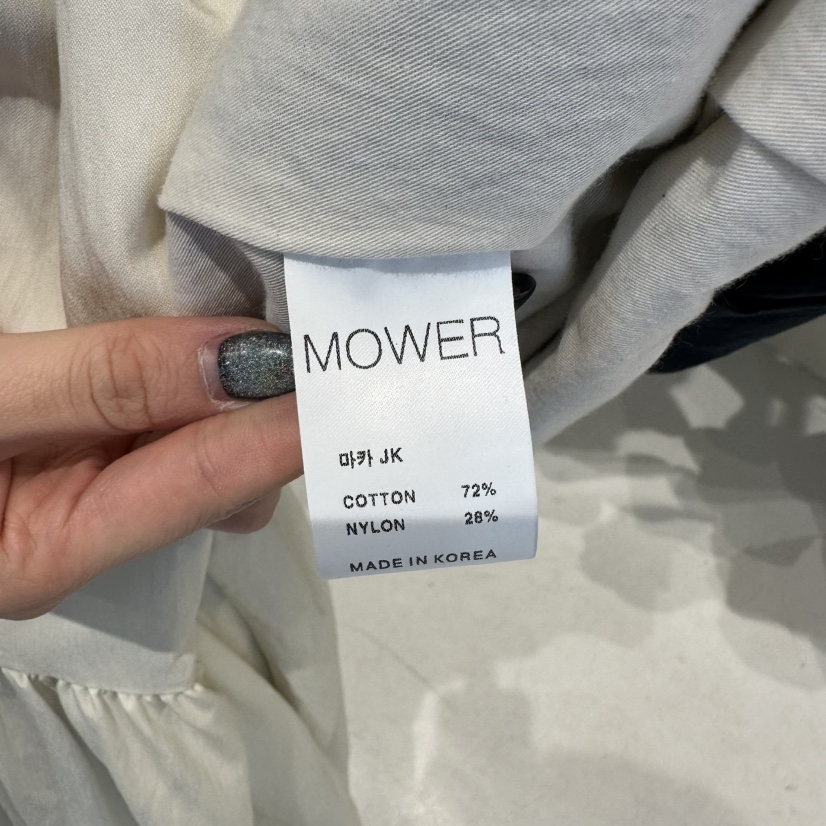 MOWER
마카 JK
COTTON 72%
NYLON 28%
MADE IN KOREA